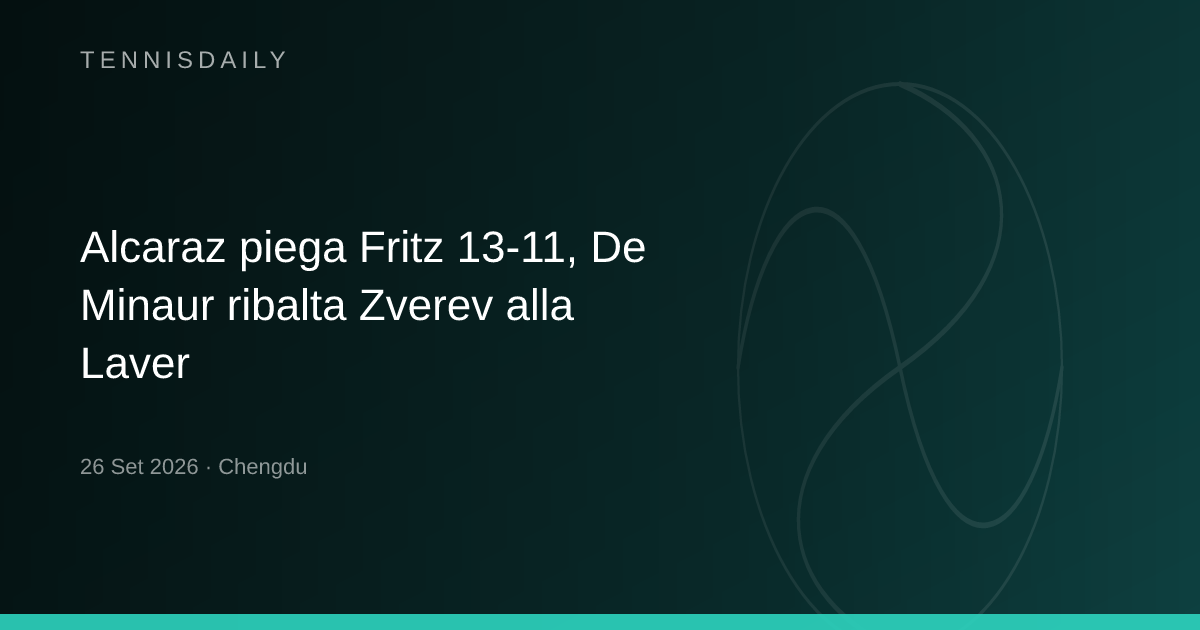 TENNISDAILY
Alcaraz piega Fritz 13-11, De
Minaur ribalta Zverev alla
Laver
26 Set 2026 · Chengdu